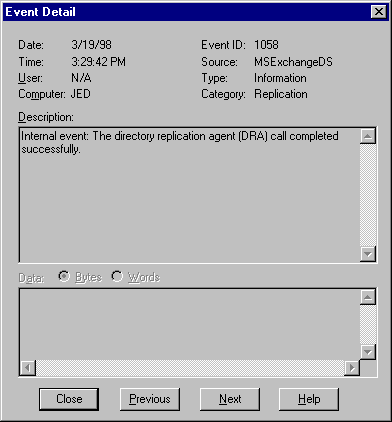 Event Detail
Date: 3/19/98 Event ID: 1058
Time: 3:29:42 PM Source: MSExchangeDS
User: N/A Type: Information
Computer: JED Category: Replication
Description:
Internal event: The directory replication agent (DRA) call completed
successfully.
Data: Bytes Words
Close Previous Next Help